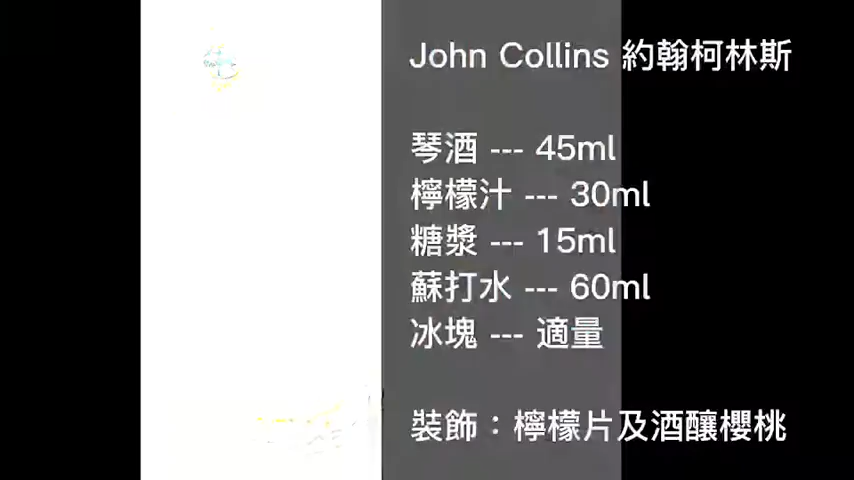 John Collins 約翰柯林斯
琴酒 --- 45ml
檸檬汁 --- 30ml
糖漿 --- 15ml
蘇打水 --- 60ml
冰塊 --- 適量
裝飾：檸檬片及酒釀櫻桃